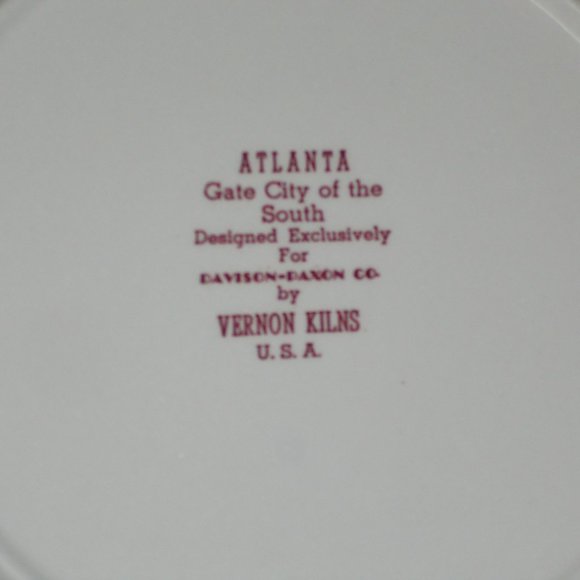 ATLANTA
Gate City of the
South
Designed Exclusively
For
DAVISON-PAXON CO.
by
VERNON KILNS
U. S. A.